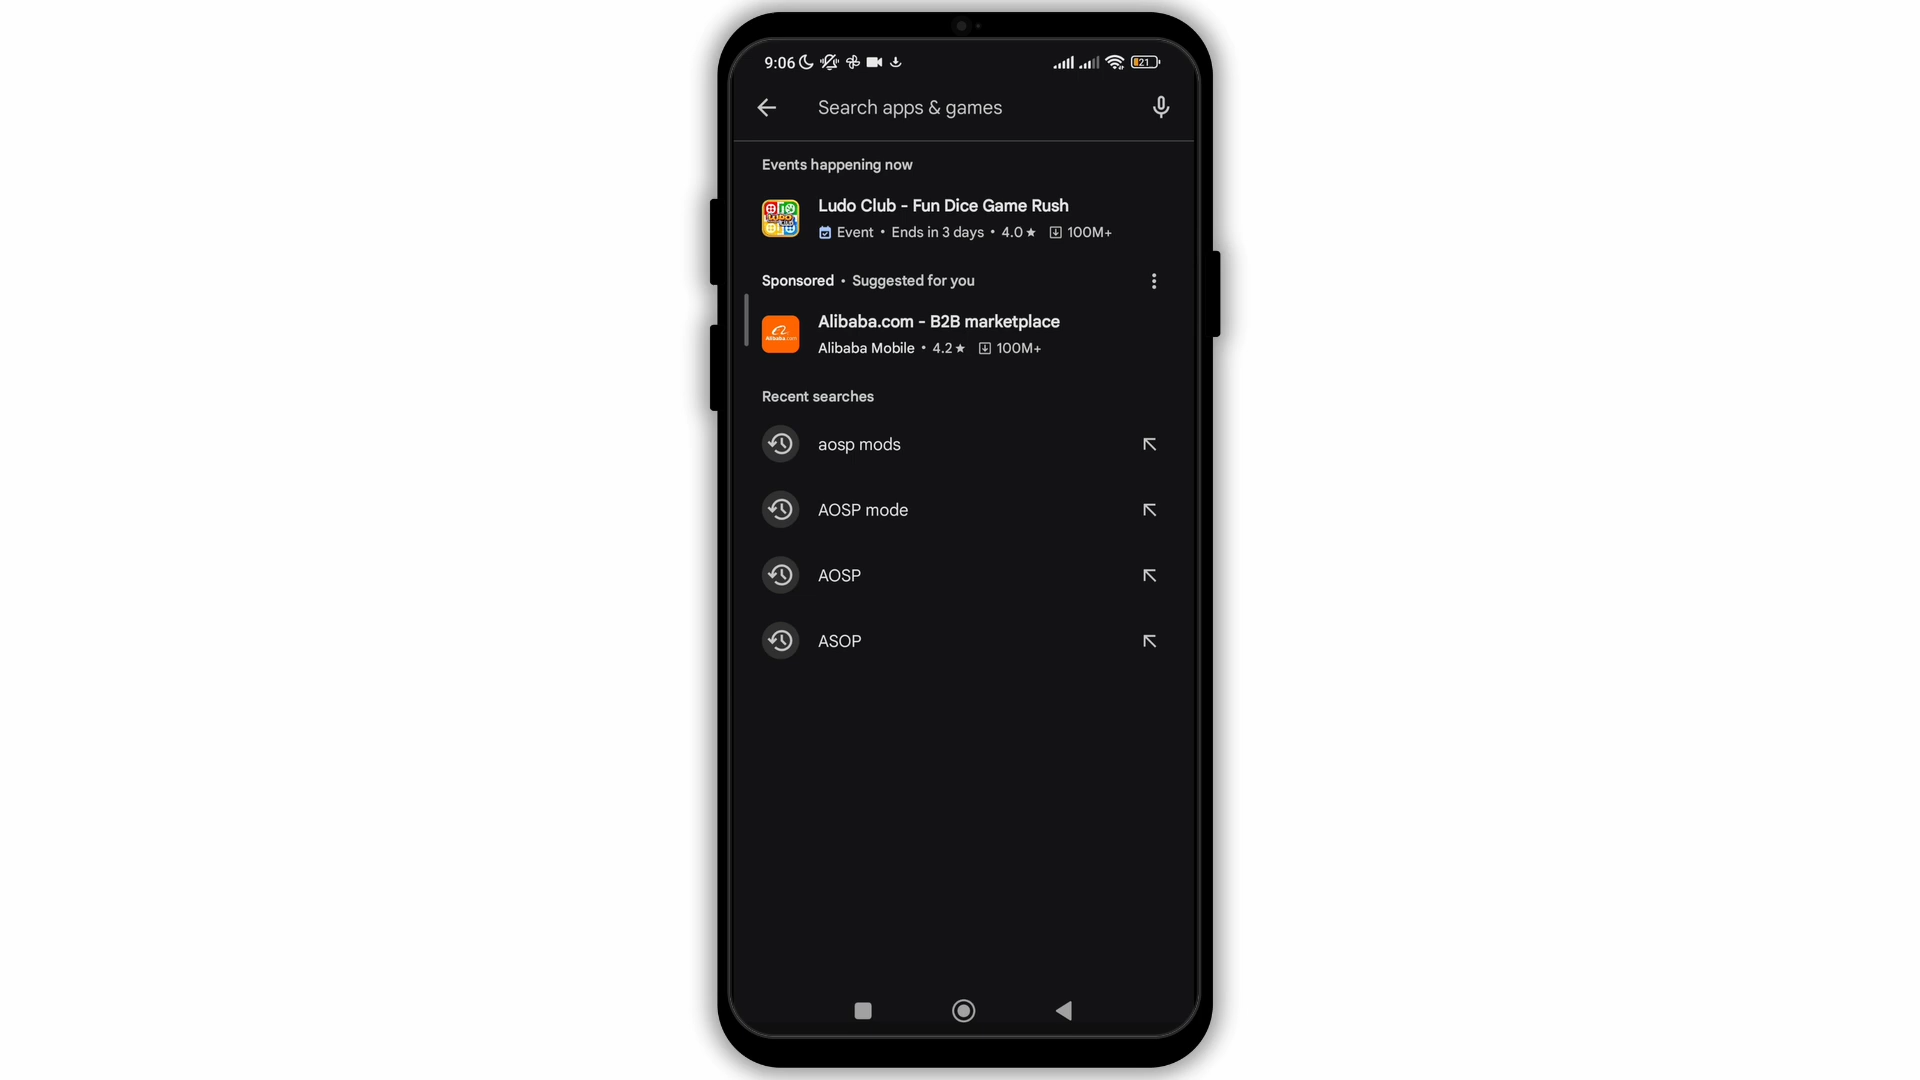 9:06 21
Search apps & games
Events happening now
Ludo Club - Fun Dice Game Rush
Event • Ends in 3 days • 4.0★ 100M+
Sponsored • Suggested for you
Alibaba.com - B2B marketplace
Alibaba Mobile • 4.2★ 100M+
Recent searches
aosp mods
AOSP mode
AOSP
ASOP